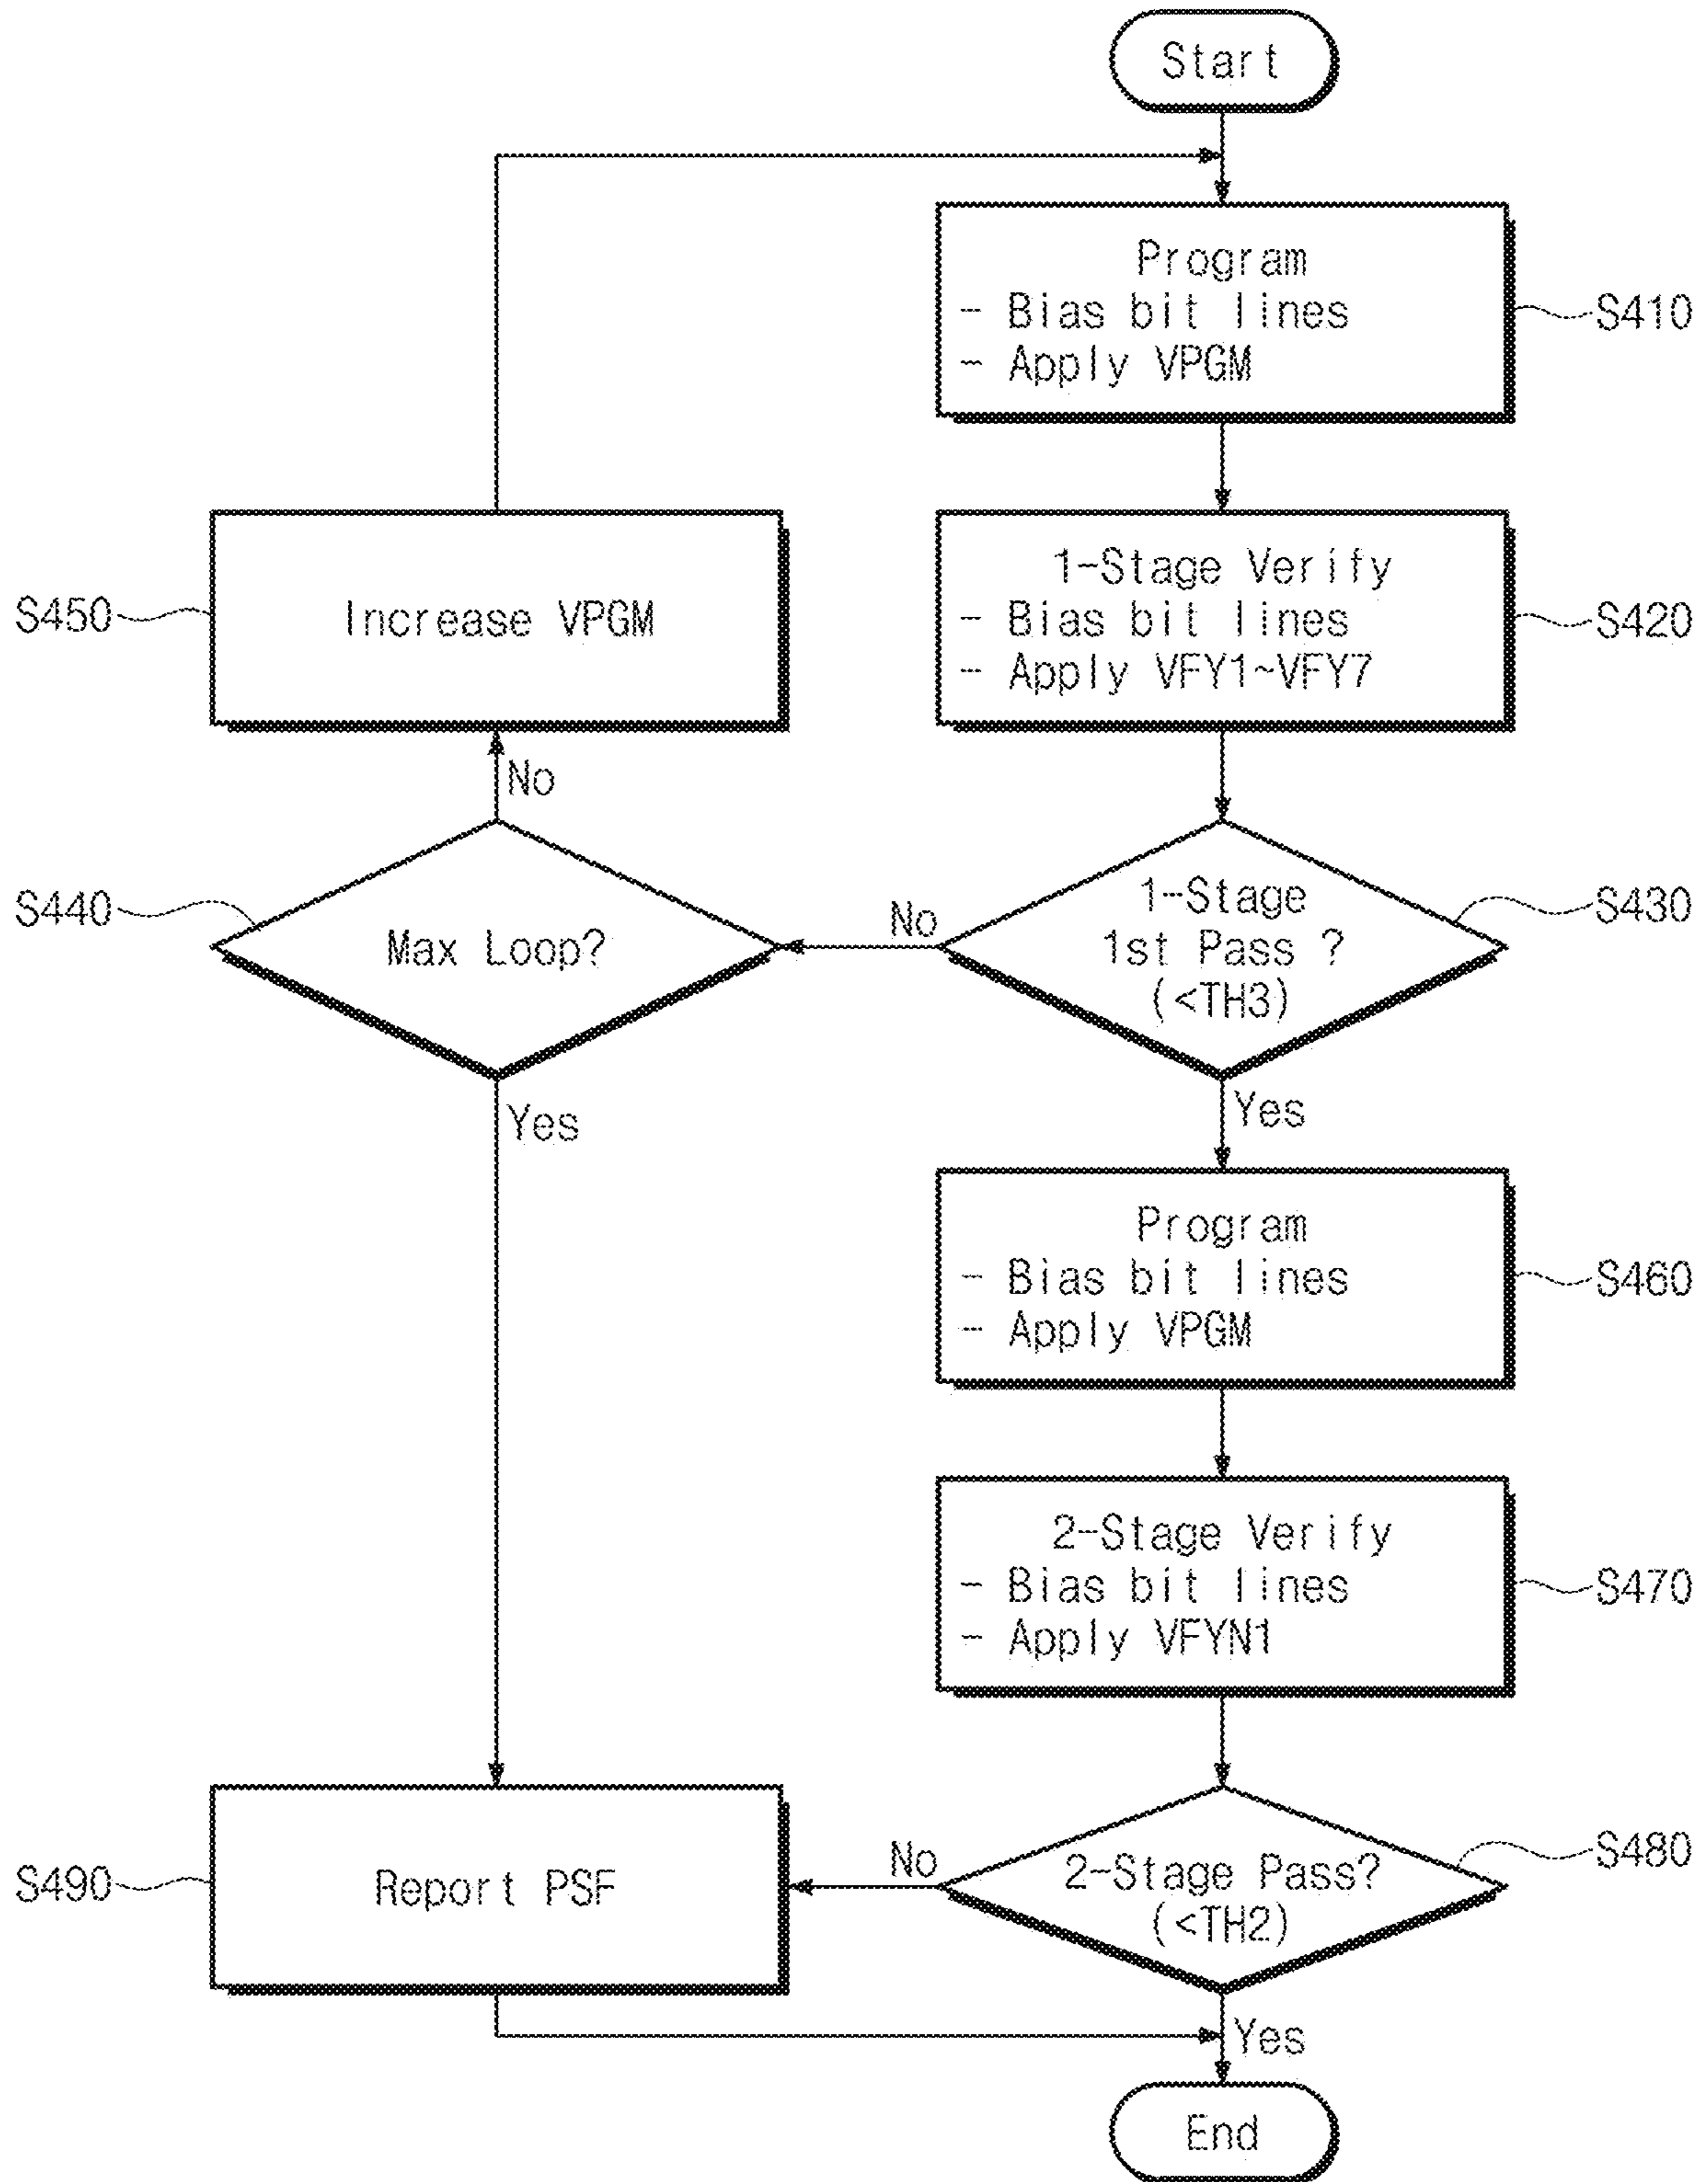 Start
Program
- Bias bit lines
- Apply VPGM
S410
1-Stage Verify
- Bias bit lines
- Apply VFY1~VFY7
S420
S450
Increase VPGM
No
S440
Max Loop?
No
1-Stage
1st Pass ?
(<TH3)
S430
Yes
Yes
Program
- Bias bit lines
- Apply VPGM
S460
2-Stage Verify
- Bias bit lines
- Apply VFYN1
S470
S490
Report PSF
No
2-Stage Pass?
(<TH2)
S480
Yes
End